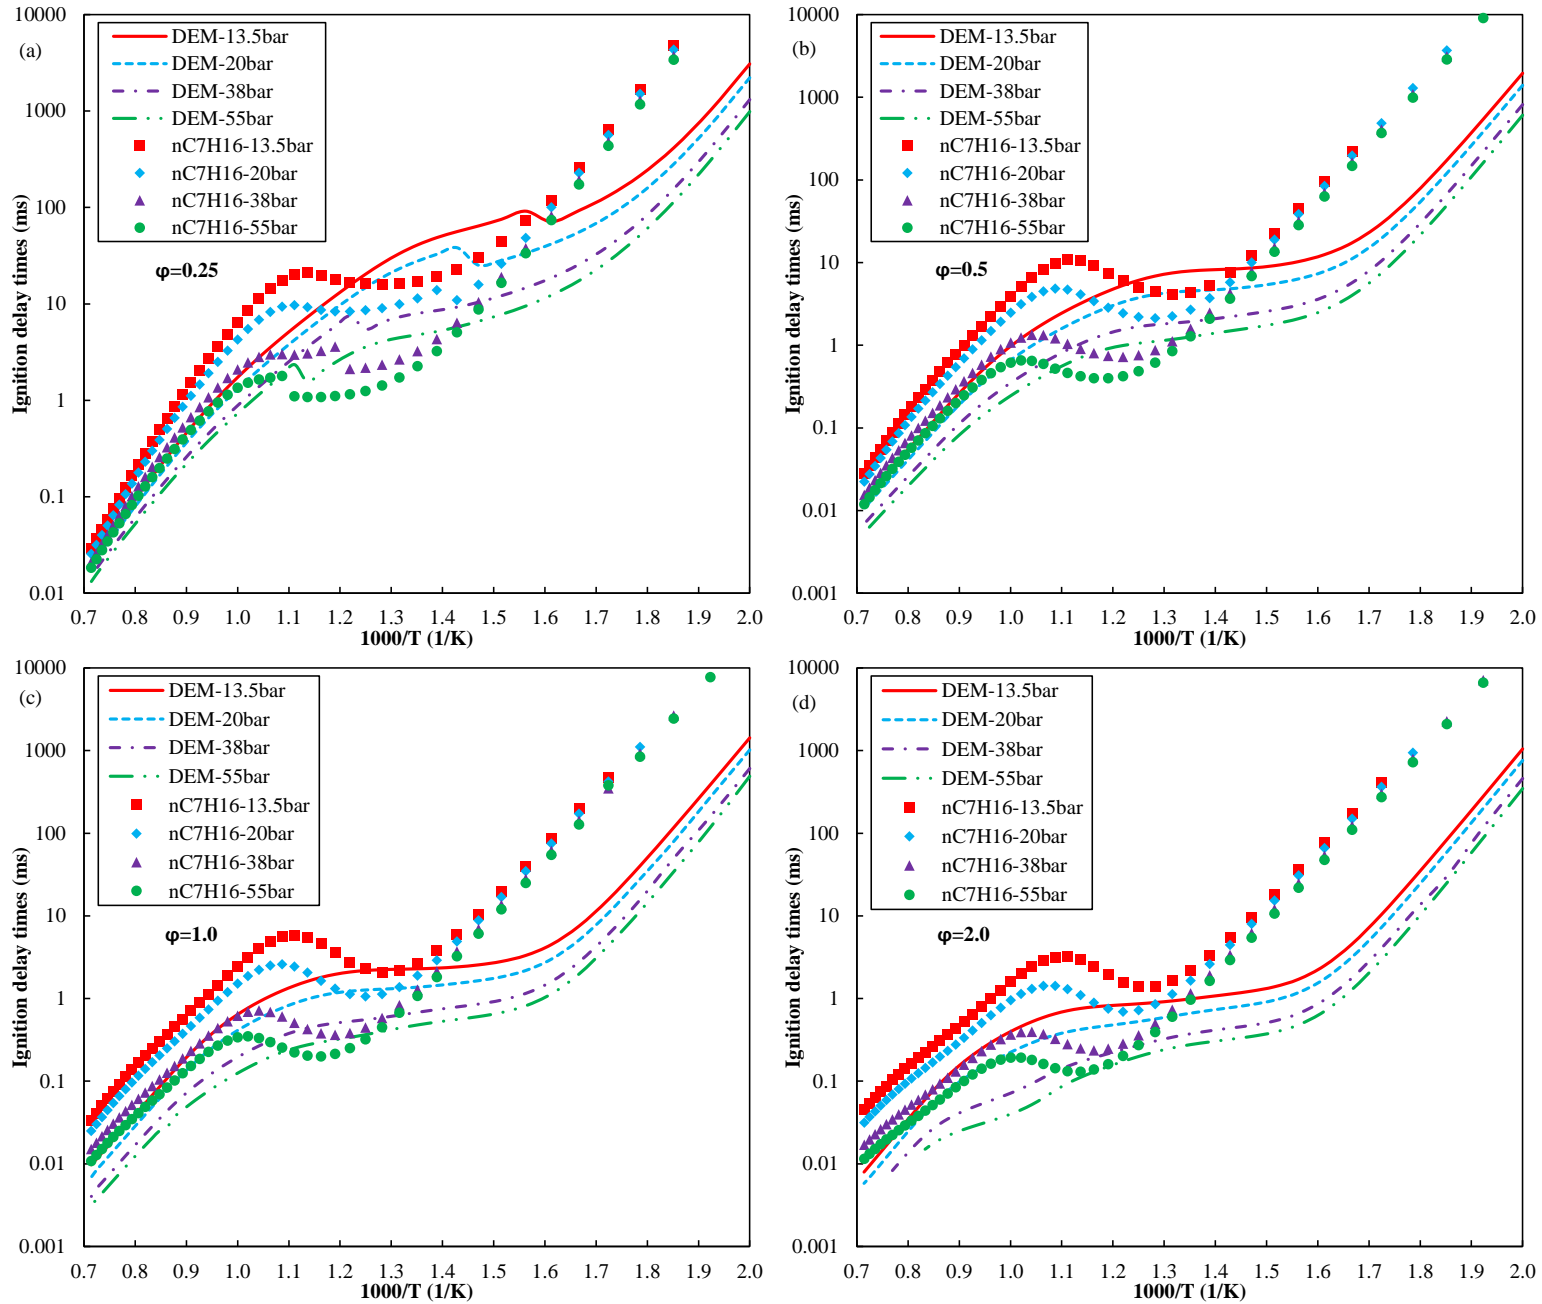 (a)
10000
1000
100
10
1
0.1
0.01
Ignition delay times (ms)
DEM-13.5bar
DEM-20bar
DEM-38bar
DEM-55bar
nC7H16-13.5bar
nC7H16-20bar
nC7H16-38bar
nC7H16-55bar
φ=0.25
0.7 0.8 0.9 1.0 1.1 1.2 1.3 1.4 1.5 1.6 1.7 1.8 1.9 2.0
1000/T (1/K)
(b)
10000
1000
100
10
1
0.1
0.01
0.001
Ignition delay times (ms)
DEM-13.5bar
DEM-20bar
DEM-38bar
DEM-55bar
nC7H16-13.5bar
nC7H16-20bar
nC7H16-38bar
nC7H16-55bar
φ=0.5
0.7 0.8 0.9 1.0 1.1 1.2 1.3 1.4 1.5 1.6 1.7 1.8 1.9 2.0
1000/T (1/K)
(c)
10000
1000
100
10
1
0.1
0.01
0.001
Ignition delay times (ms)
DEM-13.5bar
DEM-20bar
DEM-38bar
DEM-55bar
nC7H16-13.5bar
nC7H16-20bar
nC7H16-38bar
nC7H16-55bar
φ=1.0
0.7 0.8 0.9 1.0 1.1 1.2 1.3 1.4 1.5 1.6 1.7 1.8 1.9 2.0
1000/T (1/K)
(d)
10000
1000
100
10
1
0.1
0.01
0.001
Ignition delay times (ms)
DEM-13.5bar
DEM-20bar
DEM-38bar
DEM-55bar
nC7H16-13.5bar
nC7H16-20bar
nC7H16-38bar
nC7H16-55bar
φ=2.0
0.7 0.8 0.9 1.0 1.1 1.2 1.3 1.4 1.5 1.6 1.7 1.8 1.9 2.0
1000/T (1/K)